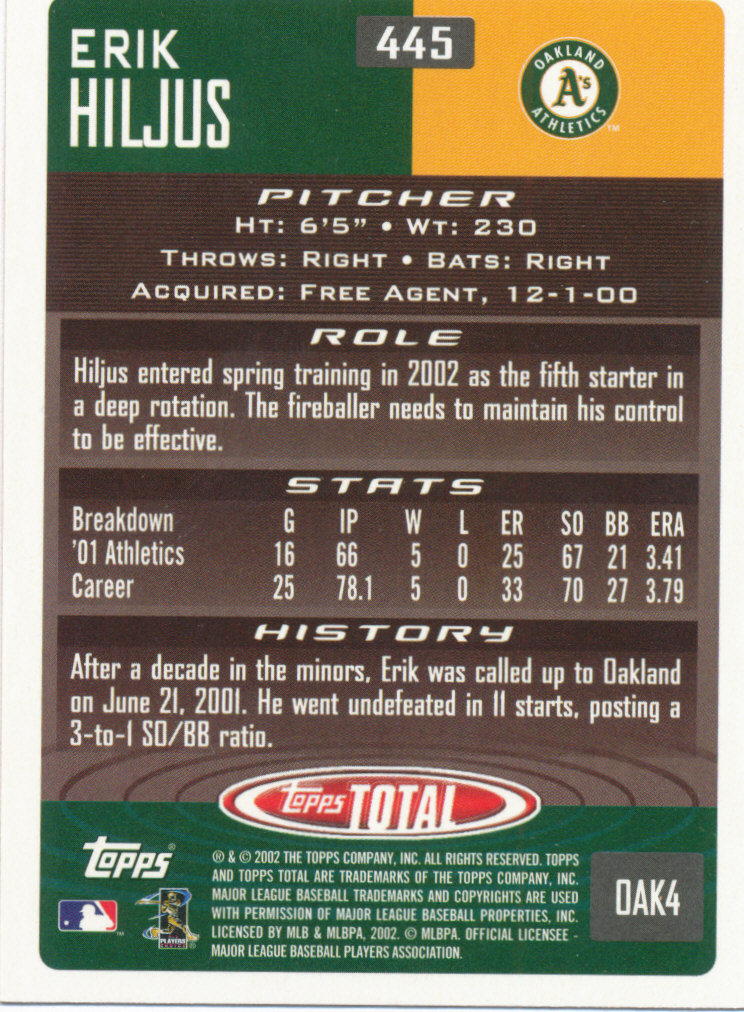 ERIK
HILJUS
445
OAKLAND
A's
ATHLETICS
TM
PITCHER
HT: 6'5" • WT: 230
THROWS: RIGHT • BATS: RIGHT
ACQUIRED: FREE AGENT, 12-1-00
ROLE
Hiljus entered spring training in 2002 as the fifth starter in
a deep rotation. The fireballer needs to maintain his control
to be effective.
STATS
Breakdown G IP W L ER SO BB ERA
'01 Athletics 16 66 5 0 25 67 21 3.41
Career 25 78.1 5 0 33 70 27 3.79
HISTORY
After a decade in the minors, Erik was called up to Oakland
on June 21, 2001. He went undefeated in 11 starts, posting a
3-to-1 SO/BB ratio.
Topps TOTAL
Topps®
® & © 2002 THE TOPPS COMPANY, INC. ALL RIGHTS RESERVED. TOPPS
AND TOPPS TOTAL ARE TRADEMARKS OF THE TOPPS COMPANY, INC.
MAJOR LEAGUE BASEBALL TRADEMARKS AND COPYRIGHTS ARE USED
WITH PERMISSION OF MAJOR LEAGUE BASEBALL PROPERTIES, INC.
LICENSED BY MLB & MLBPA, 2002. © MLBPA. OFFICIAL LICENSEE -
MAJOR LEAGUE BASEBALL PLAYERS ASSOCIATION.
TM
PLAYERS
CHOICE
OAK4